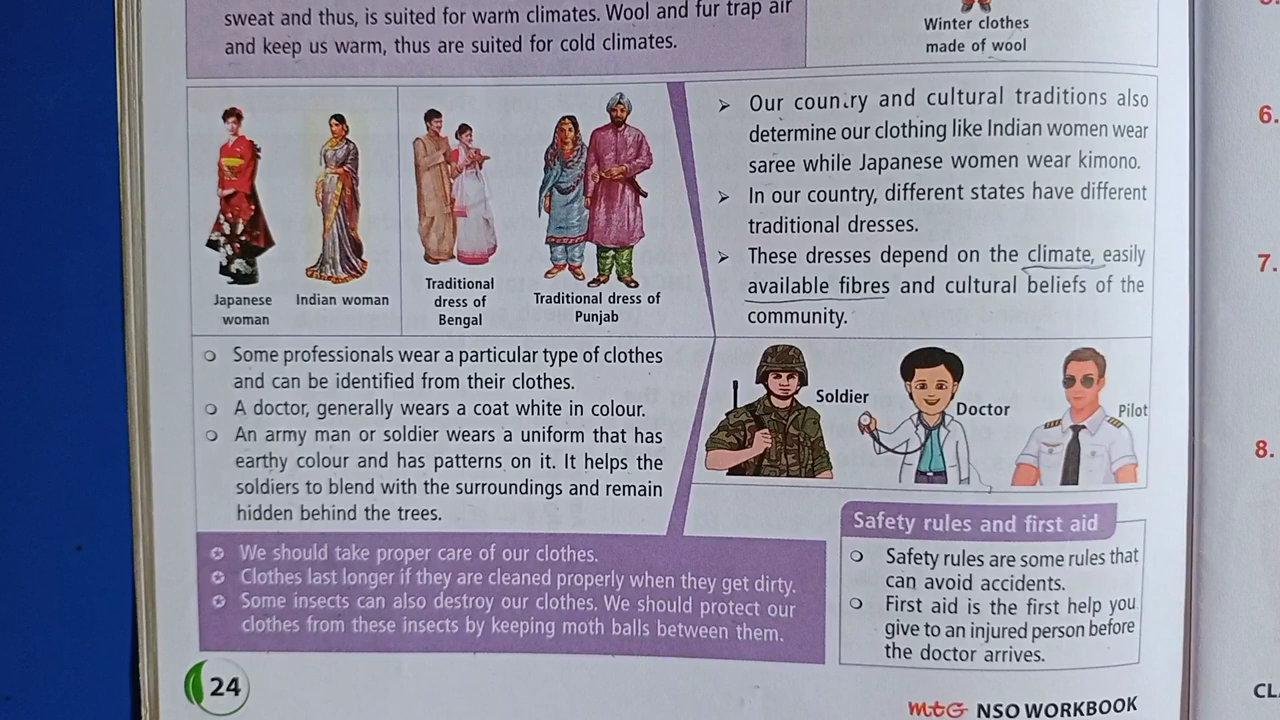 sweat and thus, is suited for warm climates. Wool and fur trap air
and keep us warm, thus are suited for cold climates.
Winter clothes
made of wool
Japanese
woman
Indian woman
Traditional
dress of
Bengal
Traditional dress of
Punjab
➢ Our country and cultural traditions also
determine our clothing like Indian women wear
saree while Japanese women wear kimono.
➢ In our country, different states have different
traditional dresses.
➢ These dresses depend on the climate, easily
available fibres and cultural beliefs of the
community.
Some professionals wear a particular type of clothes
and can be identified from their clothes.
A doctor, generally wears a coat white in colour.
An army man or soldier wears a uniform that has
earthy colour and has patterns on it. It helps the
soldiers to blend with the surroundings and remain
hidden behind the trees.
Soldier
Doctor
Pilot
We should take proper care of our clothes.
Clothes last longer if they are cleaned properly when they get dirty.
Some insects can also destroy our clothes. We should protect our
clothes from these insects by keeping moth balls between them.
Safety rules and first aid
Safety rules are some rules that
can avoid accidents.
First aid is the first help you
give to an injured person before
the doctor arrives.
24
mtG NSO WORKBOOK
6.
7.
8.